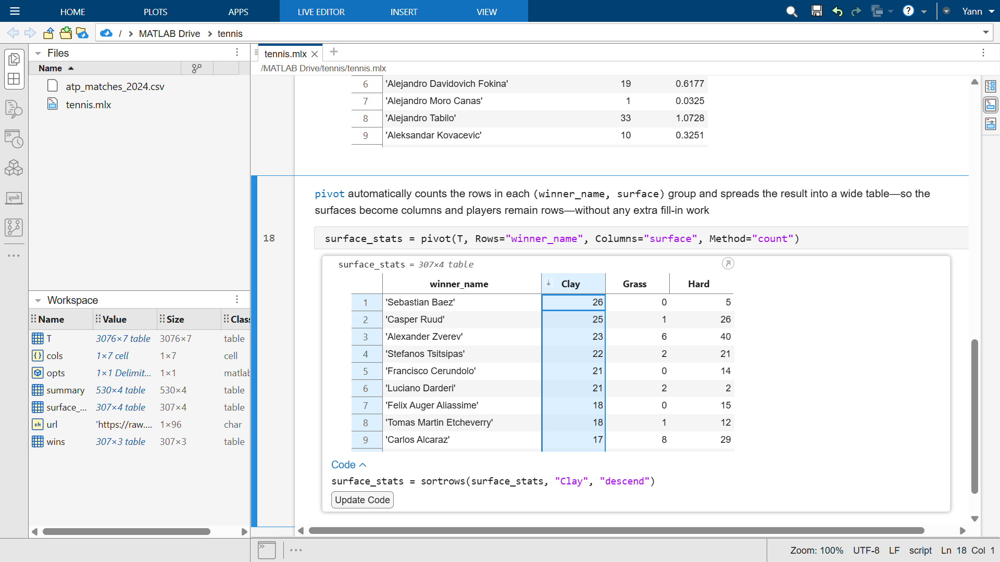 HOME PLOTS APPS LIVE EDITOR INSERT VIEW ? Yann
/ > MATLAB Drive > tennis
Files
Name
atp_matches_2024.csv
tennis.mlx
Workspace
Name Value Size Clas
T 3076×7 table 3076×7 table
cols 1×7 cell 1×7 cell
opts 1×1 Delimit... 1×1 matlab
summary 530×4 table 530×4 table
surface_... 307×4 table 307×4 table
url 'https://raw.... 1×96 char
wins 307×3 table 307×3 table
tennis.mlx
/MATLAB Drive/tennis/tennis.mlx
6 'Alejandro Davidovich Fokina' 19 0.6177
7 'Alejandro Moro Canas' 1 0.0325
8 'Alejandro Tabilo' 33 1.0728
9 'Aleksandar Kovacevic' 10 0.3251
pivot automatically counts the rows in each (winner_name, surface) group and spreads the result into a wide table—so the
surfaces become columns and players remain rows—without any extra fill-in work
18 surface_stats = pivot(T, Rows="winner_name", Columns="surface", Method="count")
surface_stats = 307×4 table
winner_name Clay Grass Hard
1 'Sebastian Baez' 26 0 5
2 'Casper Ruud' 25 1 26
3 'Alexander Zverev' 23 6 40
4 'Stefanos Tsitsipas' 22 2 21
5 'Francisco Cerundolo' 21 0 14
6 'Luciano Darderi' 21 2 2
7 'Felix Auger Aliassime' 18 0 15
8 'Tomas Martin Etcheverry' 18 1 12
9 'Carlos Alcaraz' 17 8 29
Code
surface_stats = sortrows(surface_stats, "Clay", "descend")
Update Code
Zoom: 100% UTF-8 LF script Ln 18 Col 1